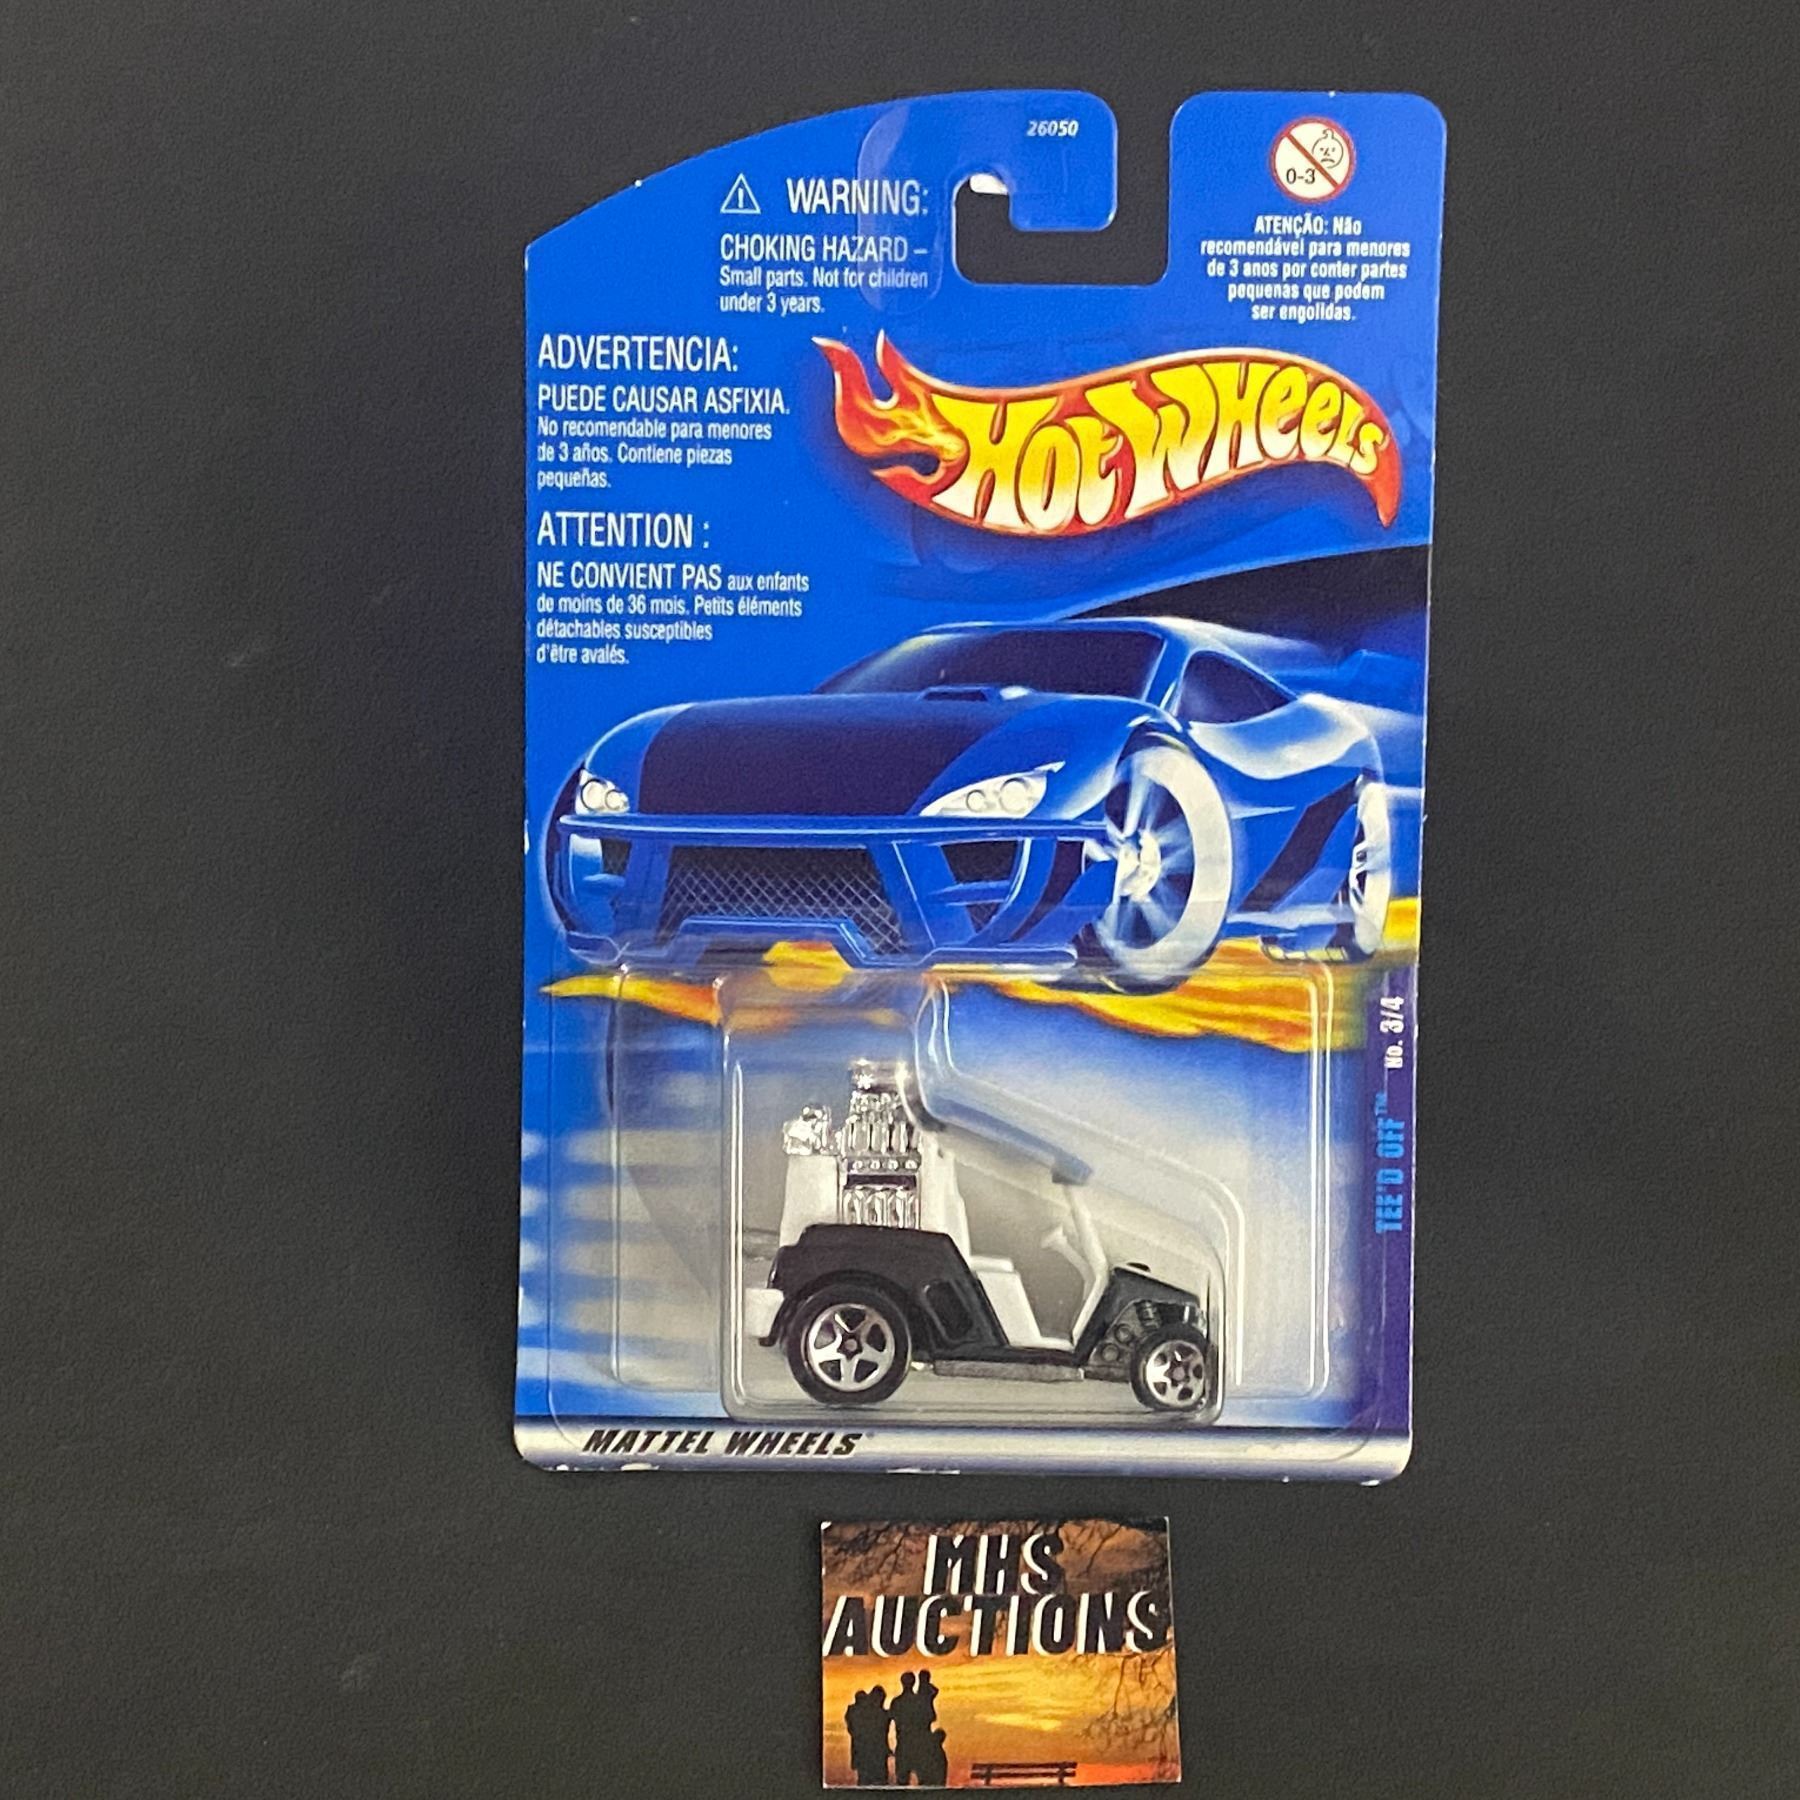 26050
WARNING:
CHOKING HAZARD –
Small parts. Not for children
under 3 years.
0-3
ATENÇÃO: Não
recomendável para menores
de 3 anos por conter partes
pequenas que podem
ser engolidas.
ADVERTENCIA:
PUEDE CAUSAR ASFIXIA.
No recomendable para menores
de 3 años. Contiene piezas
pequeñas.
ATTENTION :
NE CONVIENT PAS aux enfants
de moins de 36 mois. Petits éléments
détachables susceptibles
d'être avalés.
HOT WHEELS
TEE'D OFF™ No. 3/4
MATTEL WHEELS
MHS
AUCTIONS